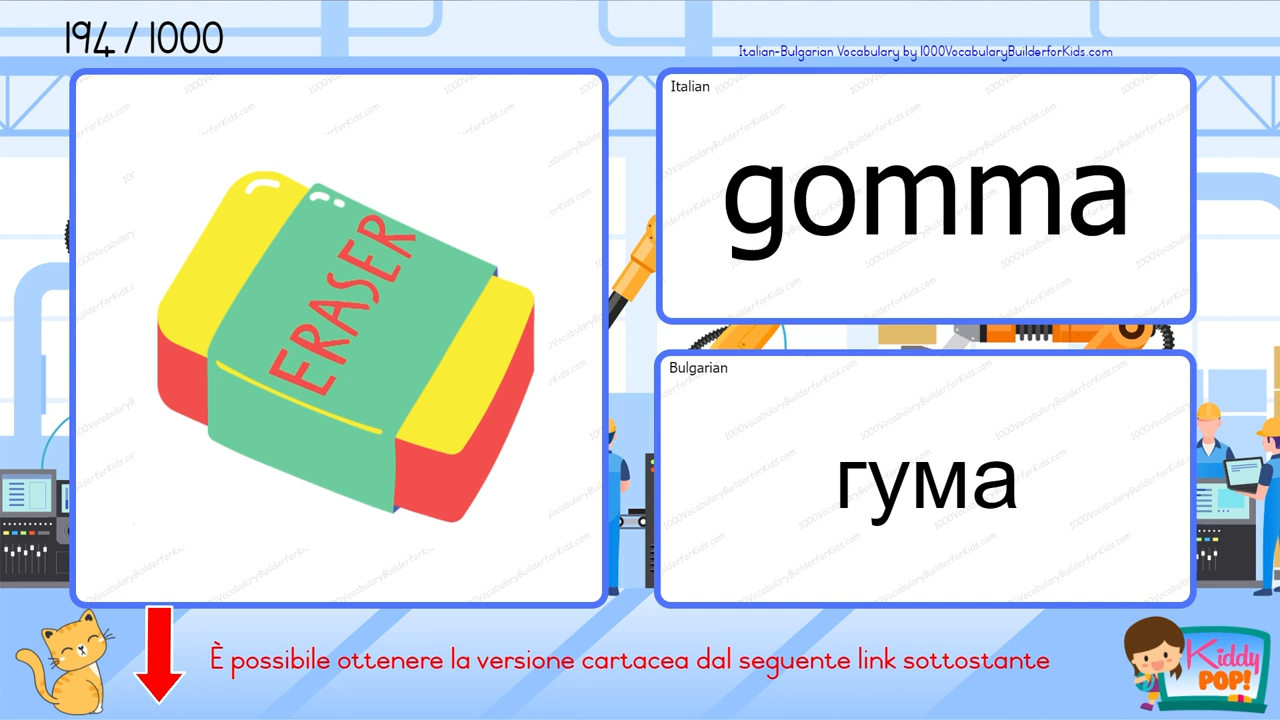 194 / 1000
Italian-Bulgarian Vocabulary by 1000VocabularyBuilderforKids.com
ERASER
Italian
gomma
Bulgarian
гума
È possibile ottenere la versione cartacea dal seguente link sottostante
Kiddy
POP!